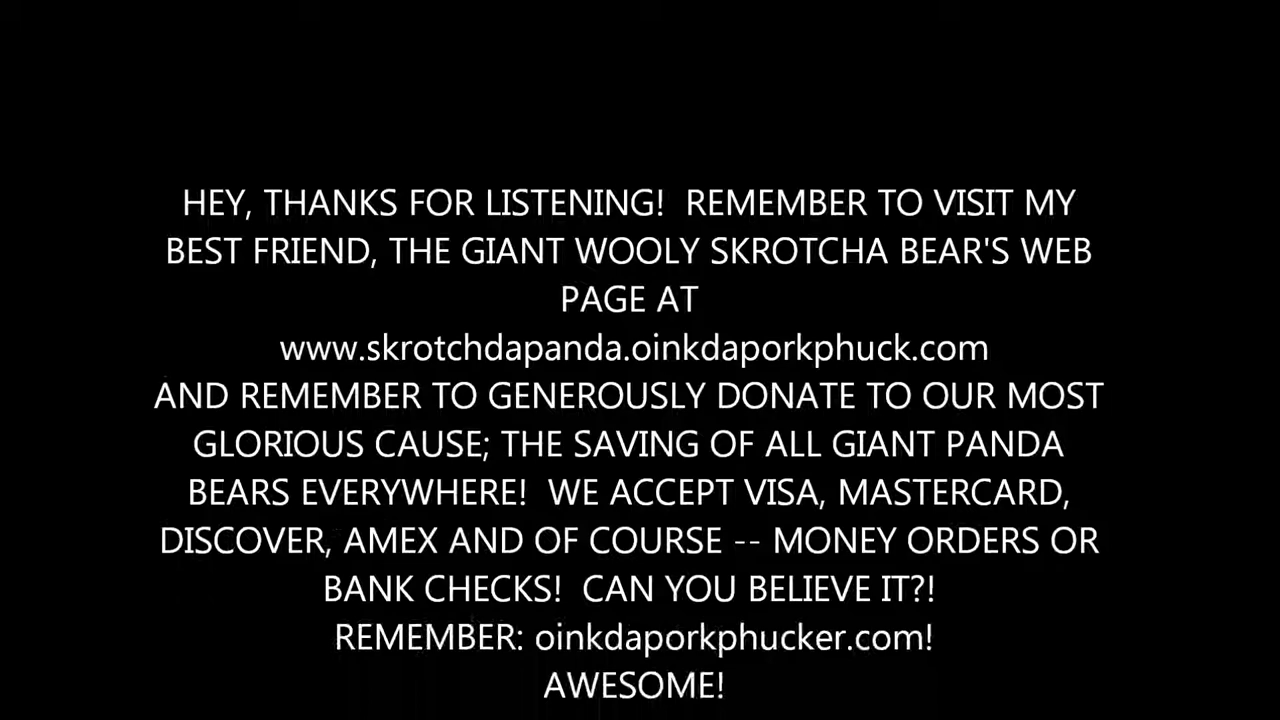 HEY, THANKS FOR LISTENING!  REMEMBER TO VISIT MY
BEST FRIEND, THE GIANT WOOLY SKROTCHA BEAR'S WEB
PAGE AT
www.skrotchdapanda.oinkdaporkphuck.com
AND REMEMBER TO GENEROUSLY DONATE TO OUR MOST
GLORIOUS CAUSE; THE SAVING OF ALL GIANT PANDA
BEARS EVERYWHERE!  WE ACCEPT VISA, MASTERCARD,
DISCOVER, AMEX AND OF COURSE -- MONEY ORDERS OR
BANK CHECKS!  CAN YOU BELIEVE IT?!
REMEMBER: oinkdaporkphucker.com!
AWESOME!